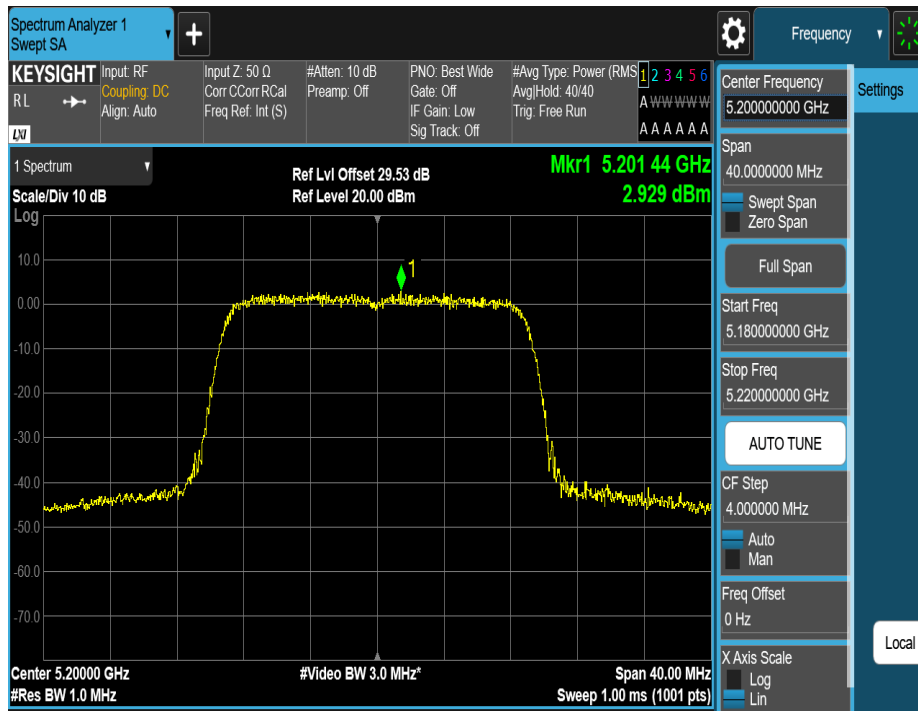 Spectrum Analyzer 1
Swept SA
Frequency
KEYSIGHT
R L
LXI
Input: RF
Coupling: DC
Align: Auto
Input Z: 50 Ω
Corr CCorr RCal
Freq Ref: Int (S)
#Atten: 10 dB
Preamp: Off
PNO: Best Wide
Gate: Off
IF Gain: Low
Sig Track: Off
#Avg Type: Power (RMS
Avg|Hold: 40/40
Trig: Free Run
1 2 3 4 5 6
A W W W W W
A A A A A A
1 Spectrum
Scale/Div 10 dB
Log
Ref Lvl Offset 29.53 dB
Ref Level 20.00 dBm
Mkr1 5.201 44 GHz
2.929 dBm
1
10.0
0.00
-10.0
-20.0
-30.0
-40.0
-50.0
-60.0
-70.0
Center 5.20000 GHz
#Res BW 1.0 MHz
#Video BW 3.0 MHz*
Span 40.00 MHz
Sweep 1.00 ms (1001 pts)
Center Frequency
5.200000000 GHz
Span
40.0000000 MHz
Swept Span
Zero Span
Full Span
Start Freq
5.180000000 GHz
Stop Freq
5.220000000 GHz
AUTO TUNE
CF Step
4.000000 MHz
Auto
Man
Freq Offset
0 Hz
X Axis Scale
Log
Lin
Settings
Local